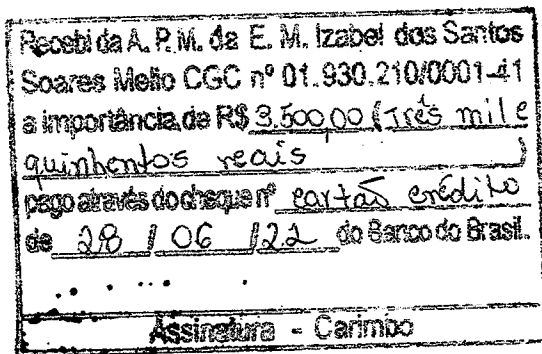 Recebi da A. P. M. da E. M. Izabel dos Santos
Soares Mello CGC nº 01.930.210/0001-41
a importância de R$ 3.500,00 (Três mil e
quinhentos reais )
pago através do cheque nº cartão crédito
de 28 / 06 / 22 do Banco do Brasil.
Assinatura - Carimbo